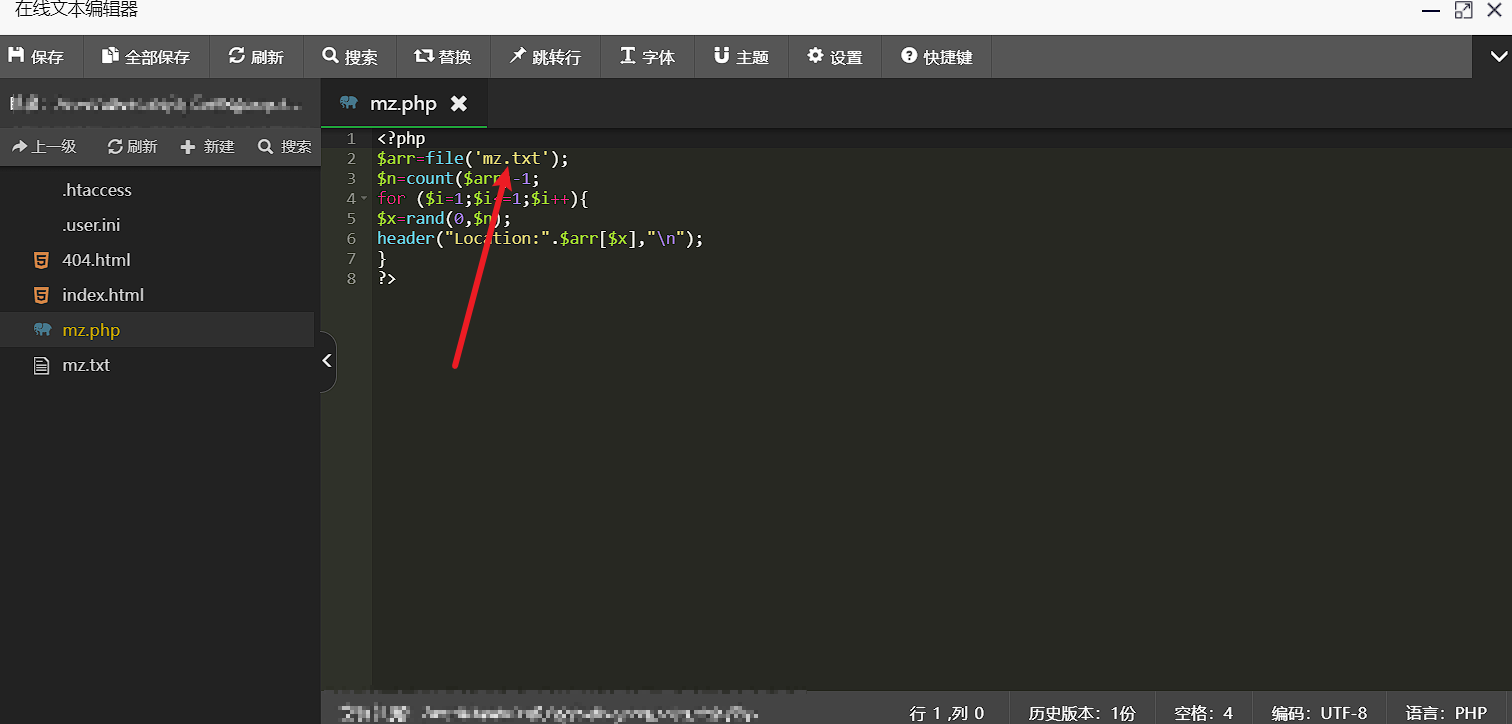 在线文本编辑器
保存 全部保存 刷新 搜索 替换 跳转行 字体 主题 设置 快捷键
mz.php
上一级 刷新 新建 搜索
.htaccess
.user.ini
404.html
index.html
mz.php
mz.txt
1 <?php
2 $arr=file('mz.txt');
3 $n=count($arr -1;
4 for ($i=1;$i =1;$i++){
5 $x=rand(0,$n);
6 header("Location:".$arr[$x],"\n");
7 }
8 ?>
行 1 ,列 0 历史版本：1份 空格：4 编码：UTF-8 语言：PHP